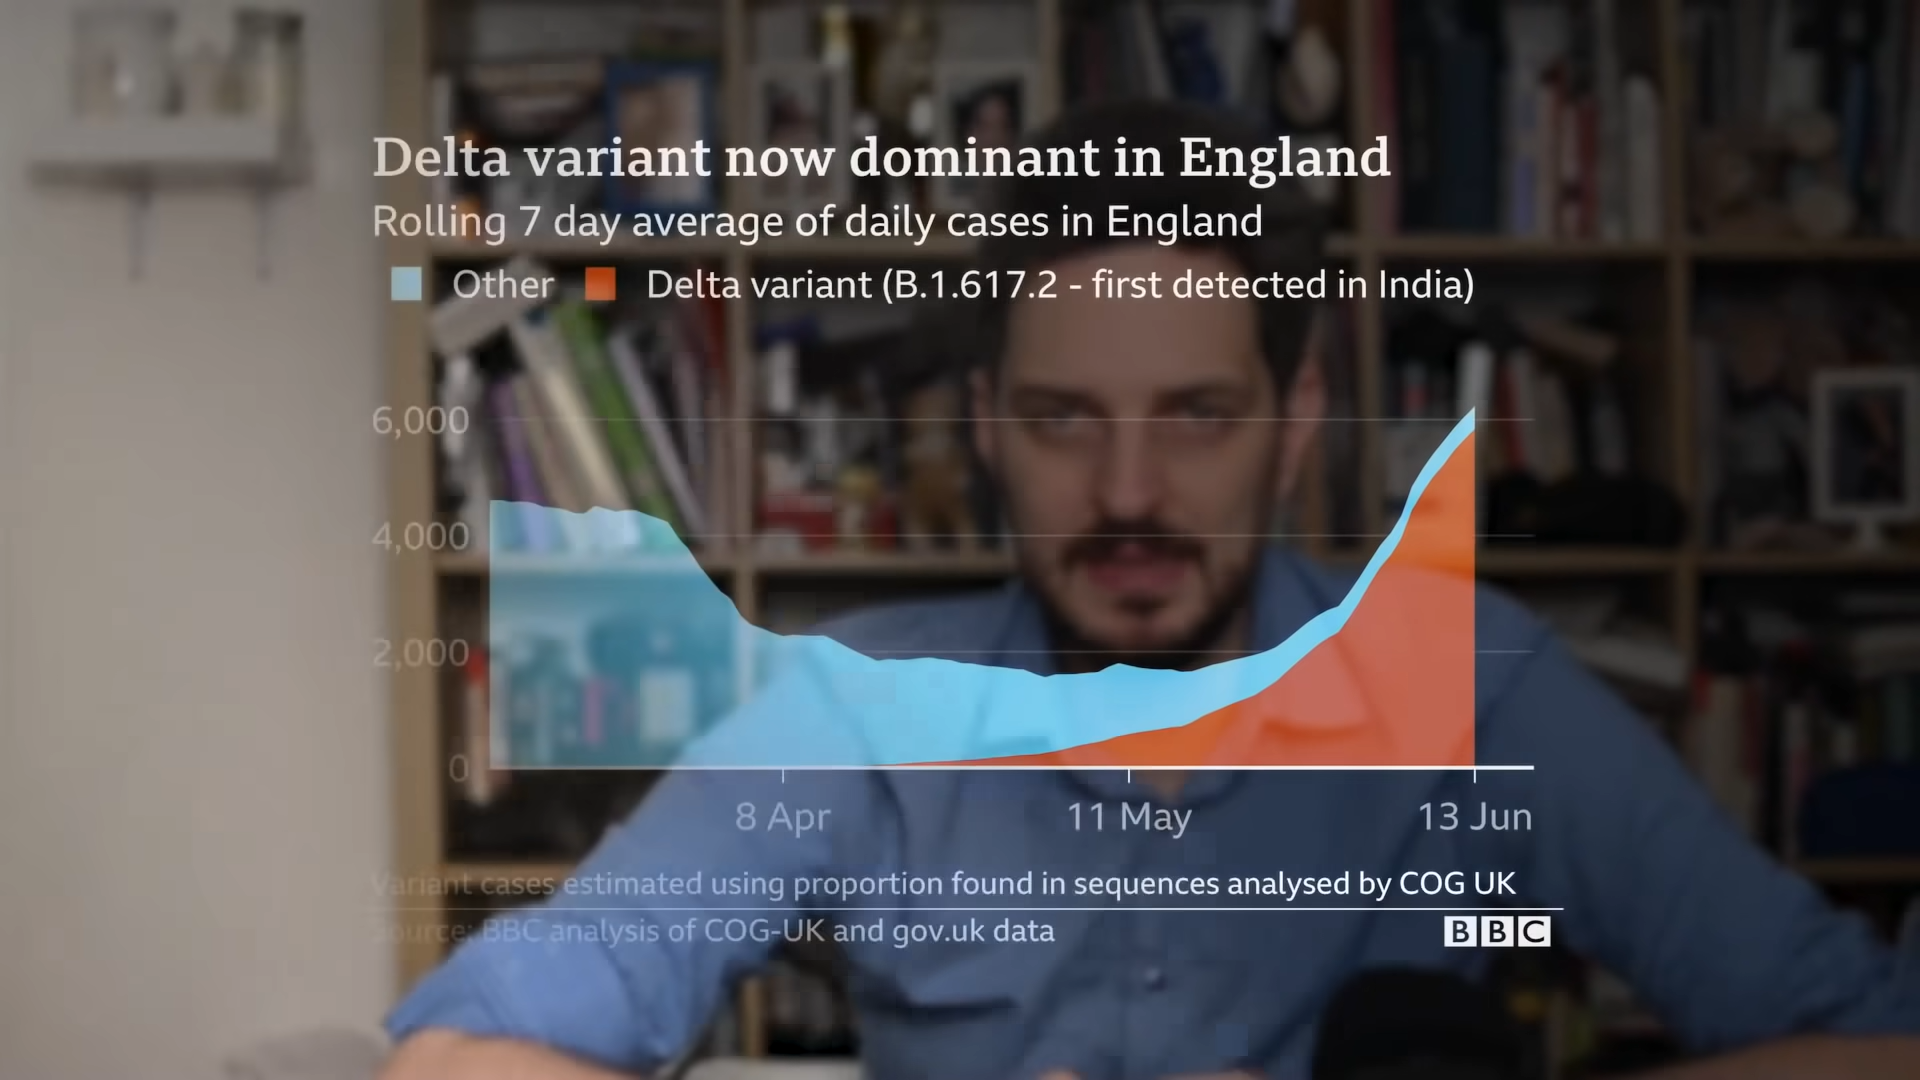 Delta variant now dominant in England
Rolling 7 day average of daily cases in England
Other Delta variant (B.1.617.2 - first detected in India)
6,000
4,000
2,000
0
8 Apr 11 May 13 Jun
Variant cases estimated using proportion found in sequences analysed by COG UK
Source: BBC analysis of COG-UK and gov.uk data
BBC